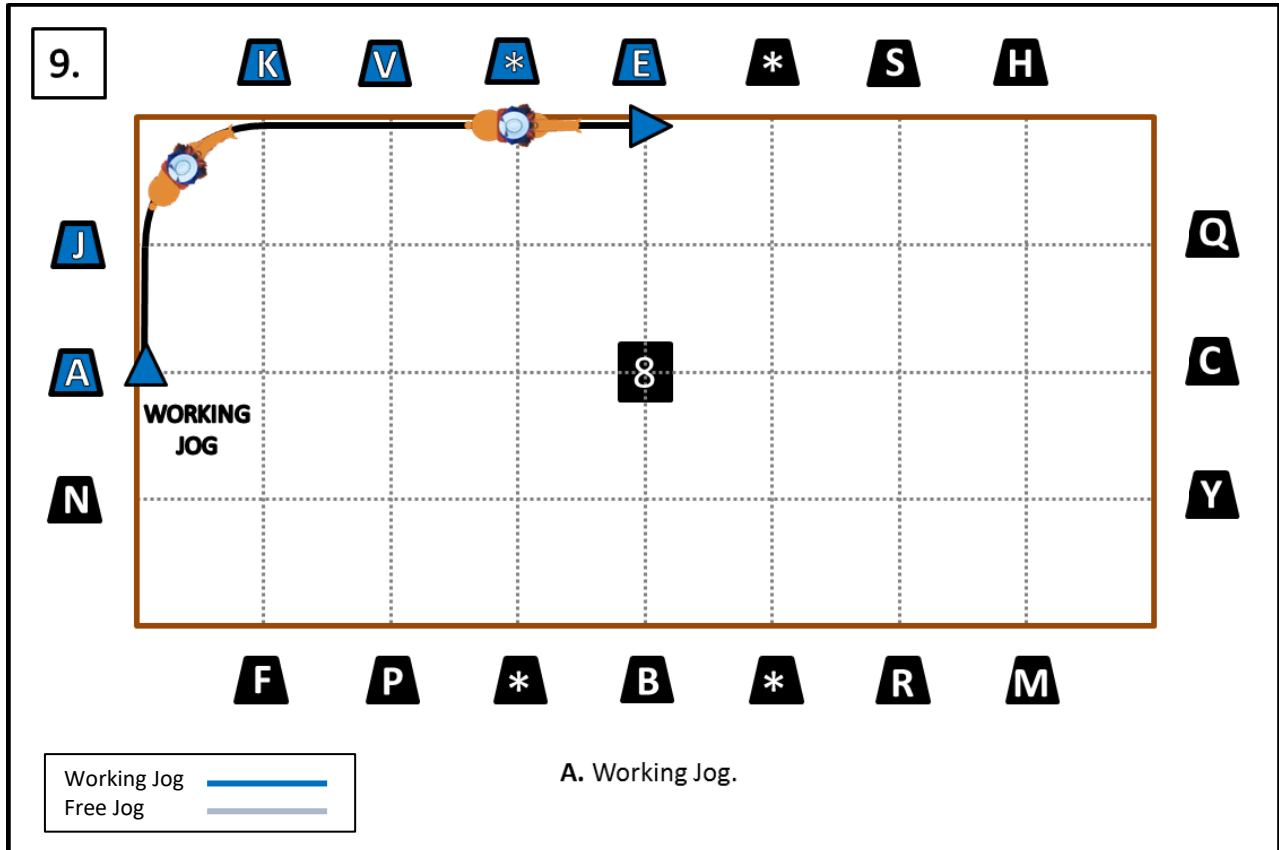 9.
K V * E * S H
J
Q
A
8
C
WORKING
JOG
N
Y
F P * B * R M
Working Jog
Free Jog
A. Working Jog.